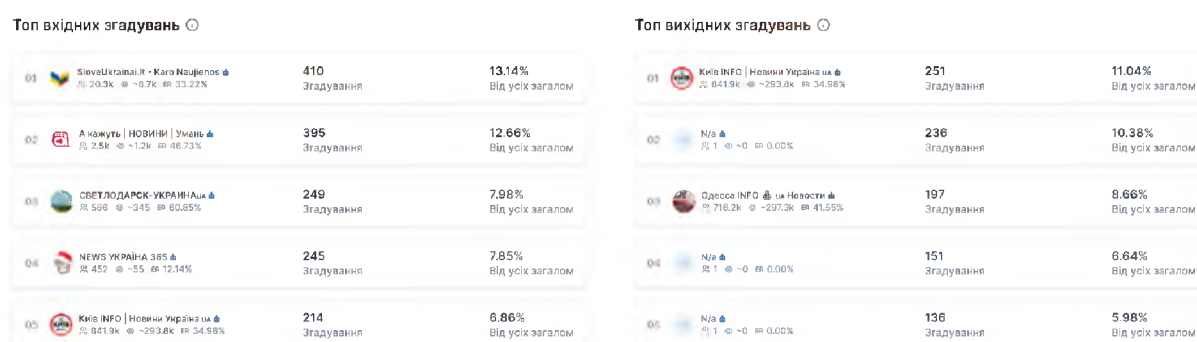 Топ вхідних згадувань
01 SloveUkrainai.lt - Karo Naujienos 410 13.14%
20.3k ~6.7k ER 33.22% Згадування Від усіх загалом
02 А кажуть | НОВИНИ | Умань 395 12.66%
2.5k ~1.2k ER 46.73% Згадування Від усіх загалом
03 СВЕТЛОДАРСК-УКРАИНАUA 249 7.98%
566 ~345 ER 60.85% Згадування Від усіх загалом
04 NEWS УКРАЇНА 365 245 7.85%
452 ~55 ER 12.14% Згадування Від усіх загалом
05 Київ INFO | Новини Україна UA 214 6.86%
841.9k ~293.8k ER 34.96% Згадування Від усіх загалом
Топ вихідних згадувань
01 Київ INFO | Новини Україна UA 251 11.04%
841.9k ~293.8k ER 34.96% Згадування Від усіх загалом
02 N/a 236 10.38%
1 ~0 ER 0.00% Згадування Від усіх загалом
03 Одесса INFO UA Новости 197 8.66%
716.2k ~297.3k ER 41.55% Згадування Від усіх загалом
04 N/a 151 6.64%
1 ~0 ER 0.00% Згадування Від усіх загалом
05 N/a 136 5.98%
1 ~0 ER 0.00% Згадування Від усіх загалом